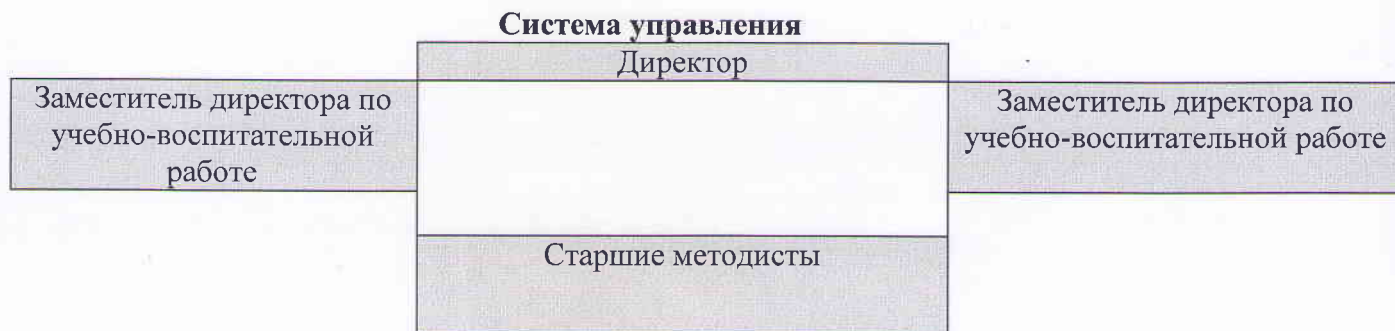 Система управления
Директор
Заместитель директора по
учебно-воспитательной
работе
Заместитель директора по
учебно-воспитательной работе
Старшие методисты